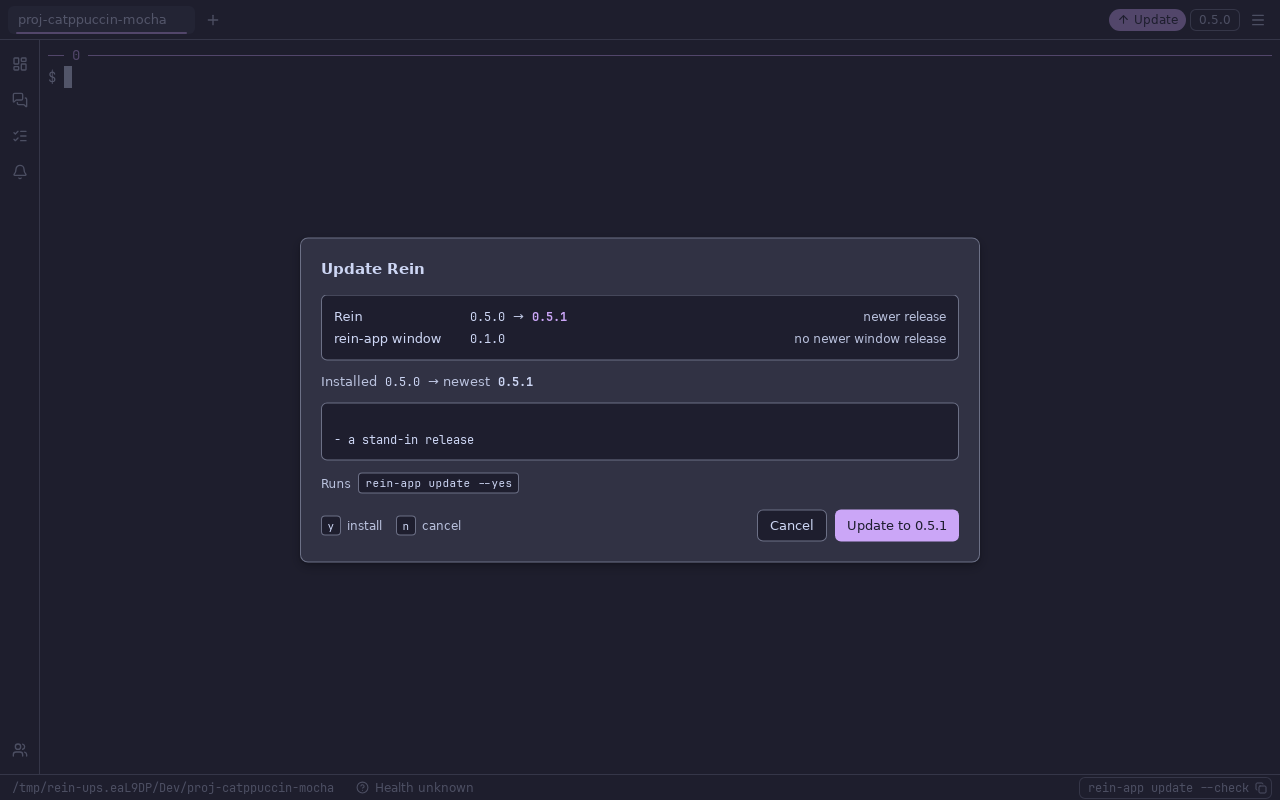 proj-catppuccin-mocha
Update 0.5.0
0
$
Update Rein
Rein 0.5.0 → 0.5.1 newer release
rein-app window 0.1.0 no newer window release
Installed 0.5.0 → newest 0.5.1
- a stand-in release
Runs rein-app update --yes
y install n cancel Cancel Update to 0.5.1
/tmp/rein-ups.eaL9DP/Dev/proj-catppuccin-mocha Health unknown rein-app update --check